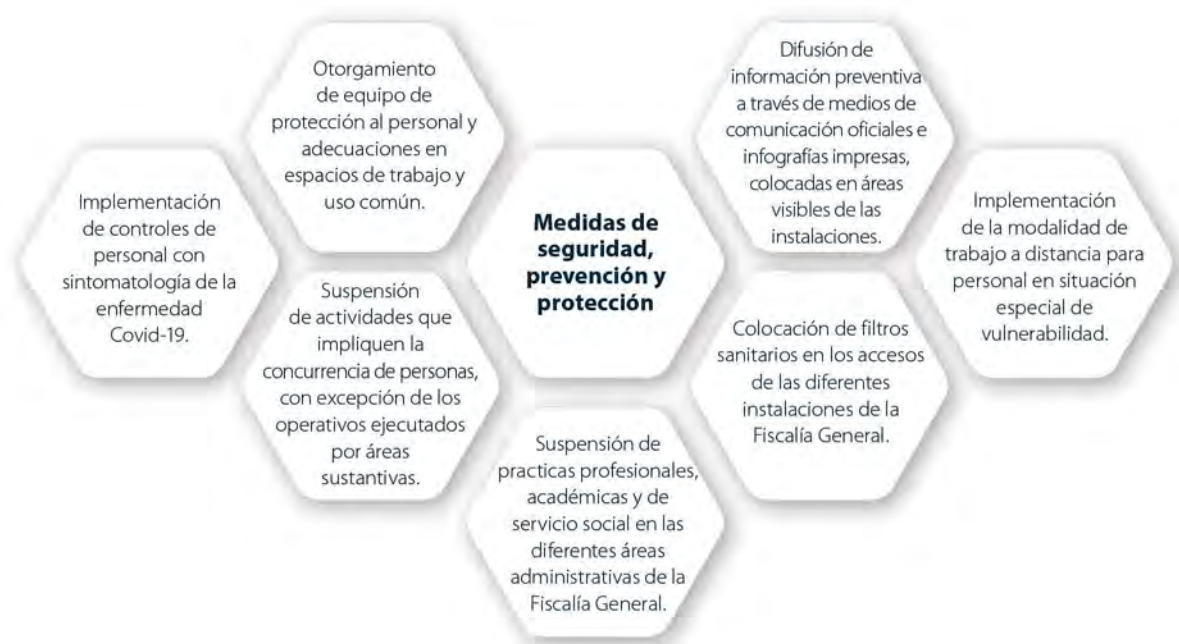 Otorgamiento
de equipo de
protección al personal y
adecuaciones en
espacios de trabajo y
uso común.
Difusión de
información preventiva
a través de medios de
comunicación oficiales e
infografías impresas,
colocadas en áreas
visibles de las
instalaciones.
Implementación
de controles de
personal con
sintomatología de la
enfermedad
Covid-19.
Medidas de
seguridad,
prevención y
protección
Implementación
de la modalidad de
trabajo a distancia para
personal en situación
especial de
vulnerabilidad.
Suspensión
de actividades que
impliquen la
concurrencia de personas,
con excepción de los
operativos ejecutados
por áreas
sustantivas.
Colocación de filtros
sanitarios en los accesos
de las diferentes
instalaciones de la
Fiscalía General.
Suspensión de
practicas profesionales,
académicas y de
servicio social en las
diferentes áreas
administrativas de la
Fiscalía General.